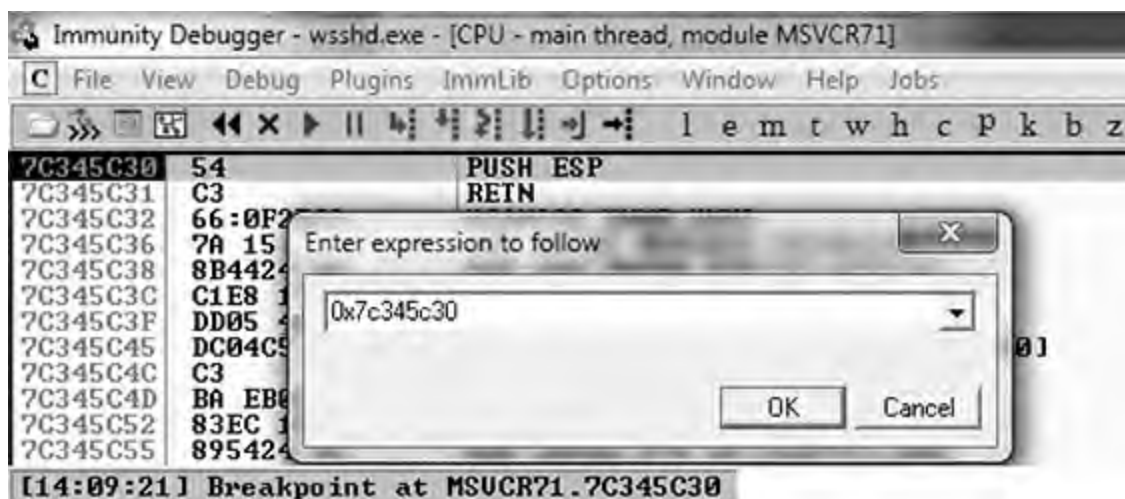 Immunity Debugger - wsshd.exe - [CPU - main thread, module MSVCR71]
C File View Debug Plugins ImmLib Options Window Help Jobs
l e m t w h c P k b z
7C345C30 54 PUSH ESP
7C345C31 C3 RETN
7C345C32 66:0F2
7C345C36 7A 15
7C345C38 8B4424
7C345C3C C1E8
7C345C3F DD05
7C345C45 DC04C5 0]
7C345C4C C3
7C345C4D BA EB0
7C345C52 83EC
7C345C55 895424
Enter expression to follow
0x7c345c30
OK Cancel
[14:09:21] Breakpoint at MSVCR71.7C345C30